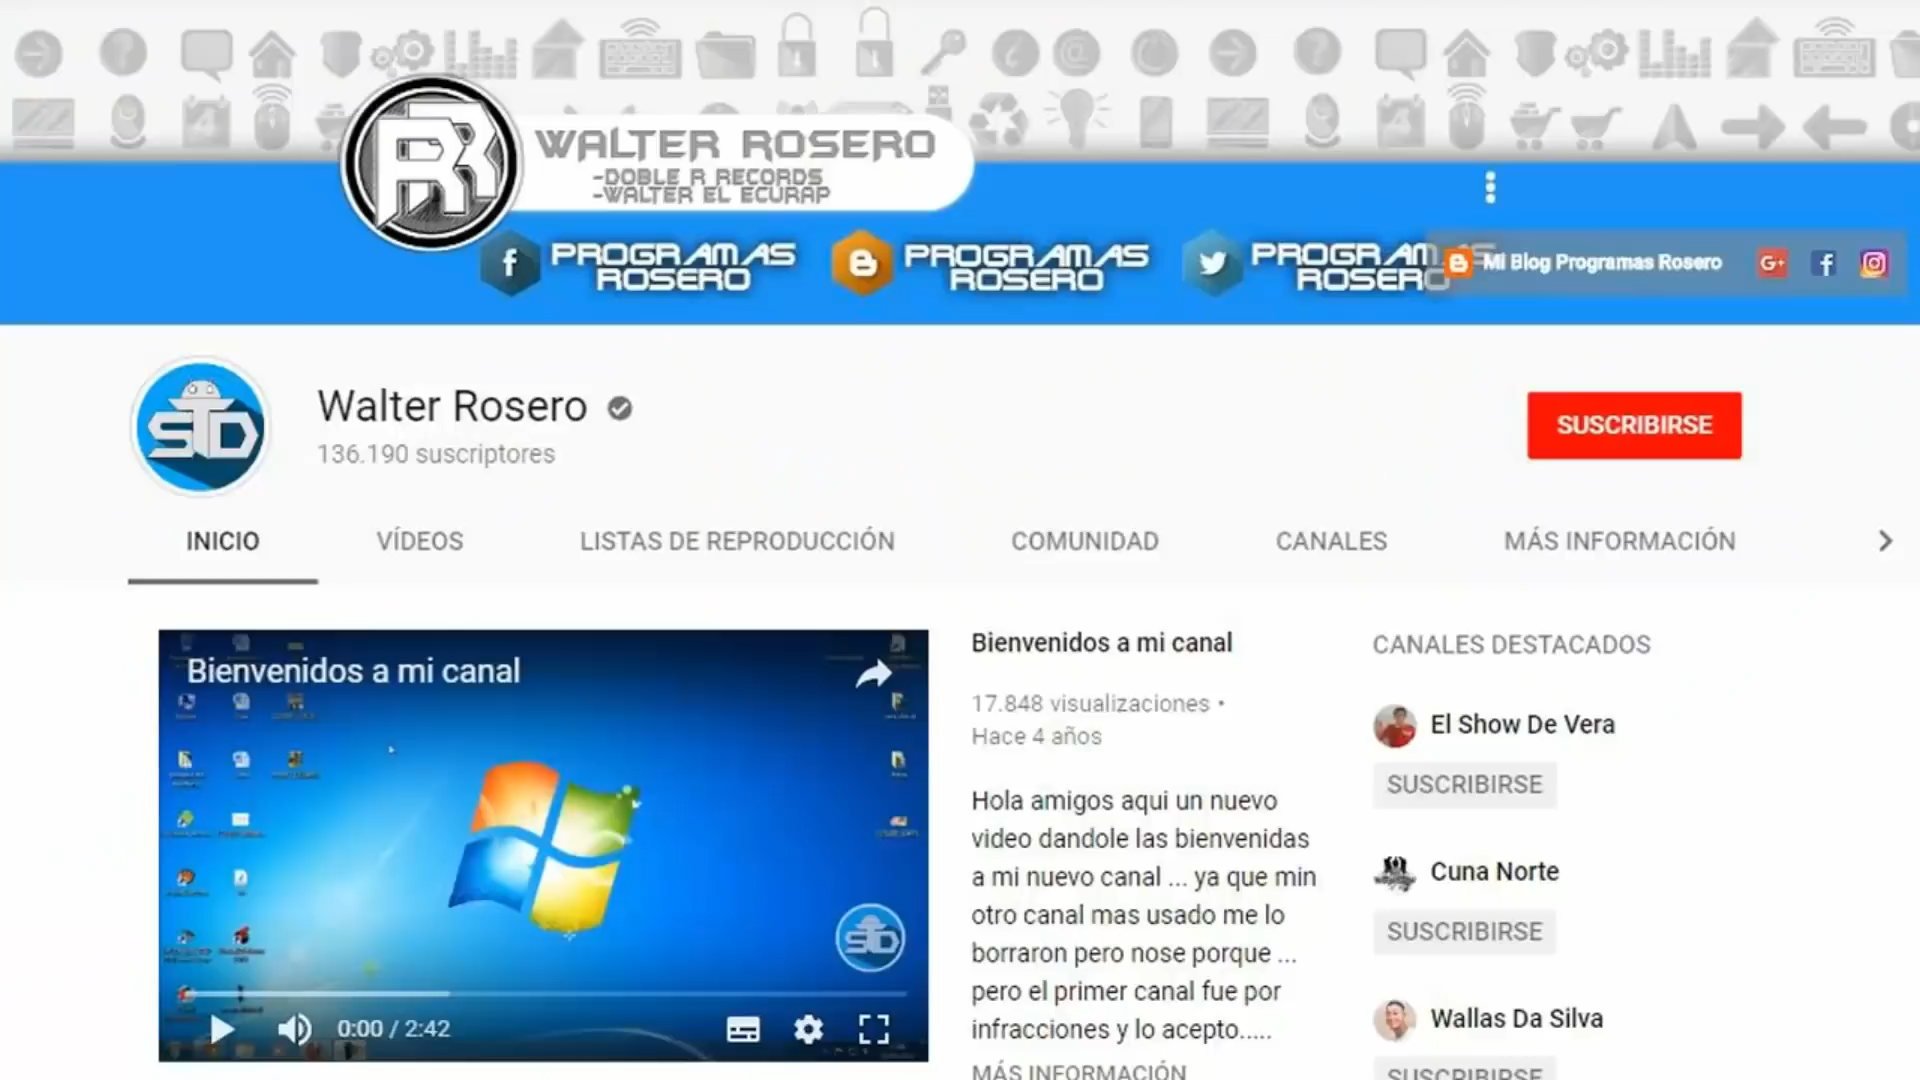 WALTER ROSERO
-DOBLE R RECORDS
-WALTER EL ECURAP
PROGRAMAS
ROSERO
PROGRAMAS
ROSERO
PROGRAMAS
ROSERO
Mi Blog Programas Rosero
Walter Rosero
136.190 suscriptores
SUSCRIBIRSE
INICIO
VÍDEOS
LISTAS DE REPRODUCCIÓN
COMUNIDAD
CANALES
MÁS INFORMACIÓN
Bienvenidos a mi canal
STD
0:00 / 2:42
Bienvenidos a mi canal
17.848 visualizaciones •
Hace 4 años
Hola amigos aqui un nuevo
video dandole las bienvenidas
a mi nuevo canal ... ya que min
otro canal mas usado me lo
borraron pero nose porque ...
pero el primer canal fue por
infracciones y lo acepto.....
MÁS INFORMACIÓN
CANALES DESTACADOS
El Show De Vera
SUSCRIBIRSE
Cuna Norte
SUSCRIBIRSE
Wallas Da Silva
SUSCRIBIRSE